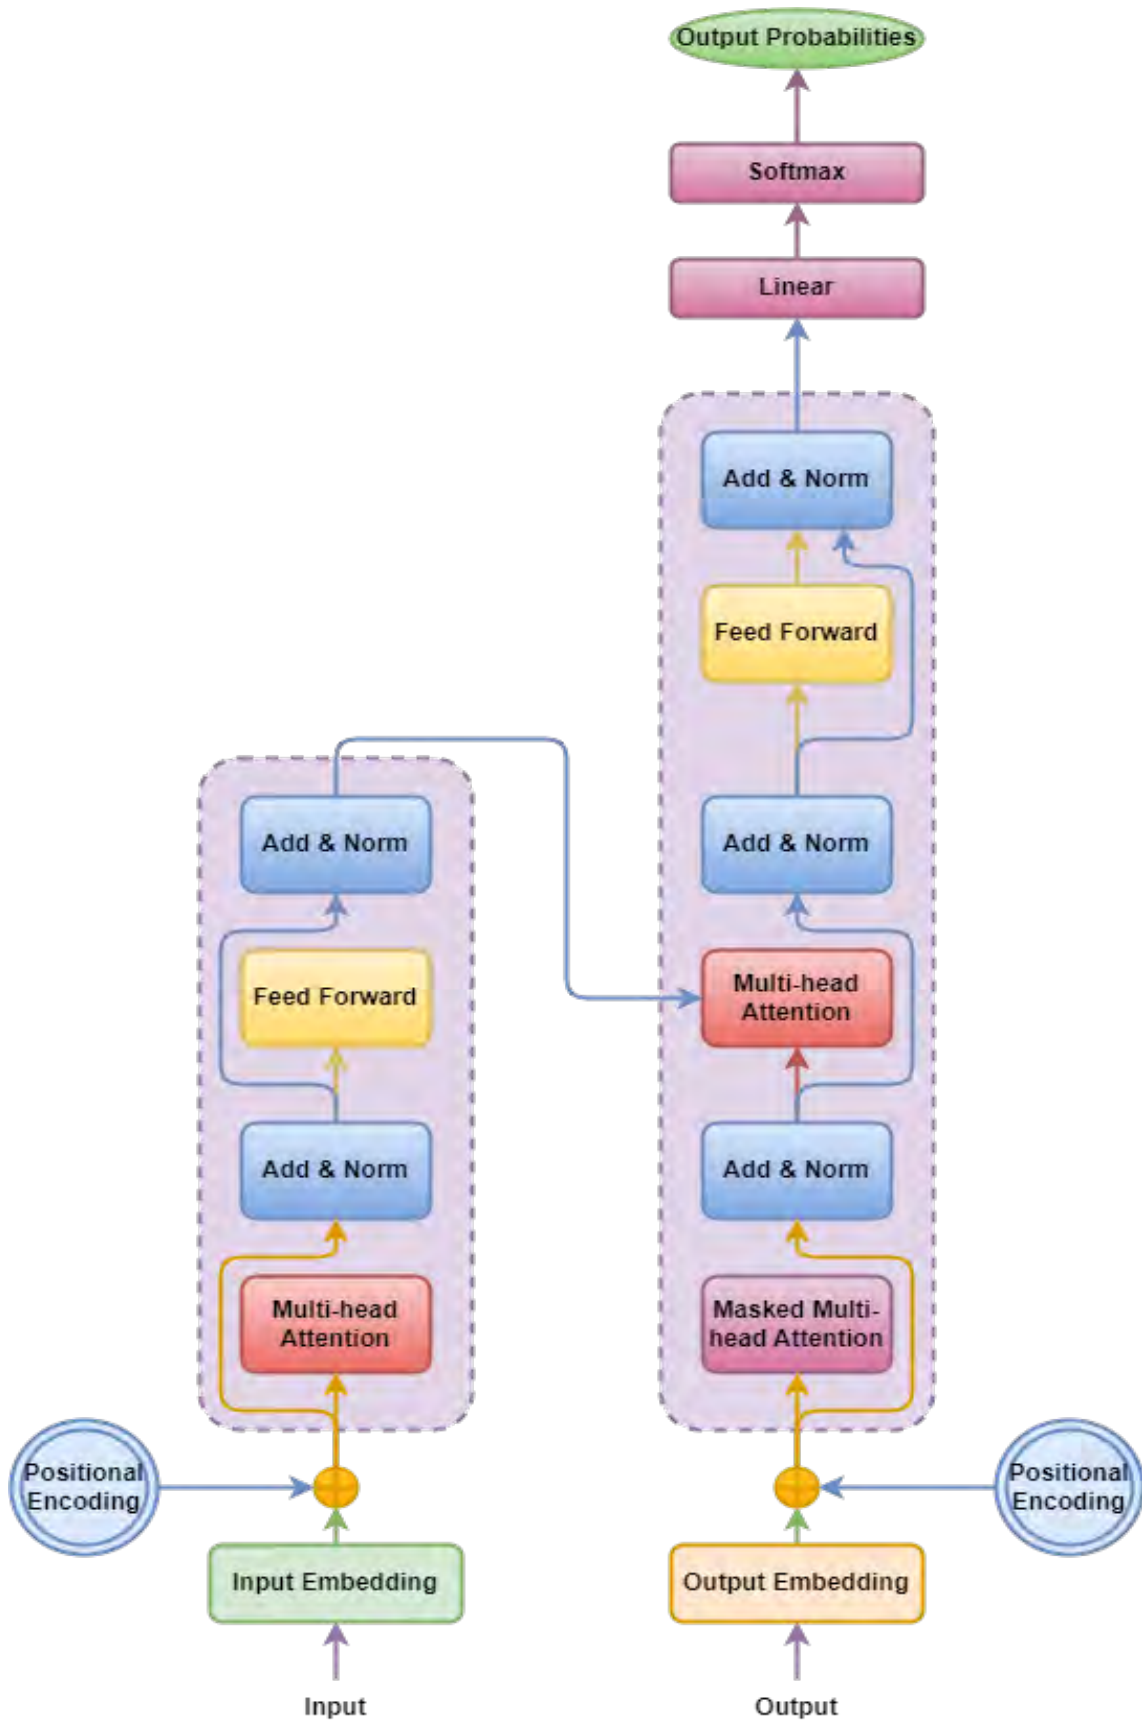 Output Probabilities
Softmax
Linear
Add & Norm
Feed Forward
Add & Norm
Multi-head
Attention
Add & Norm
Masked Multi-
head Attention
Add & Norm
Feed Forward
Add & Norm
Multi-head
Attention
Positional
Encoding
Positional
Encoding
Input Embedding
Output Embedding
Input
Output